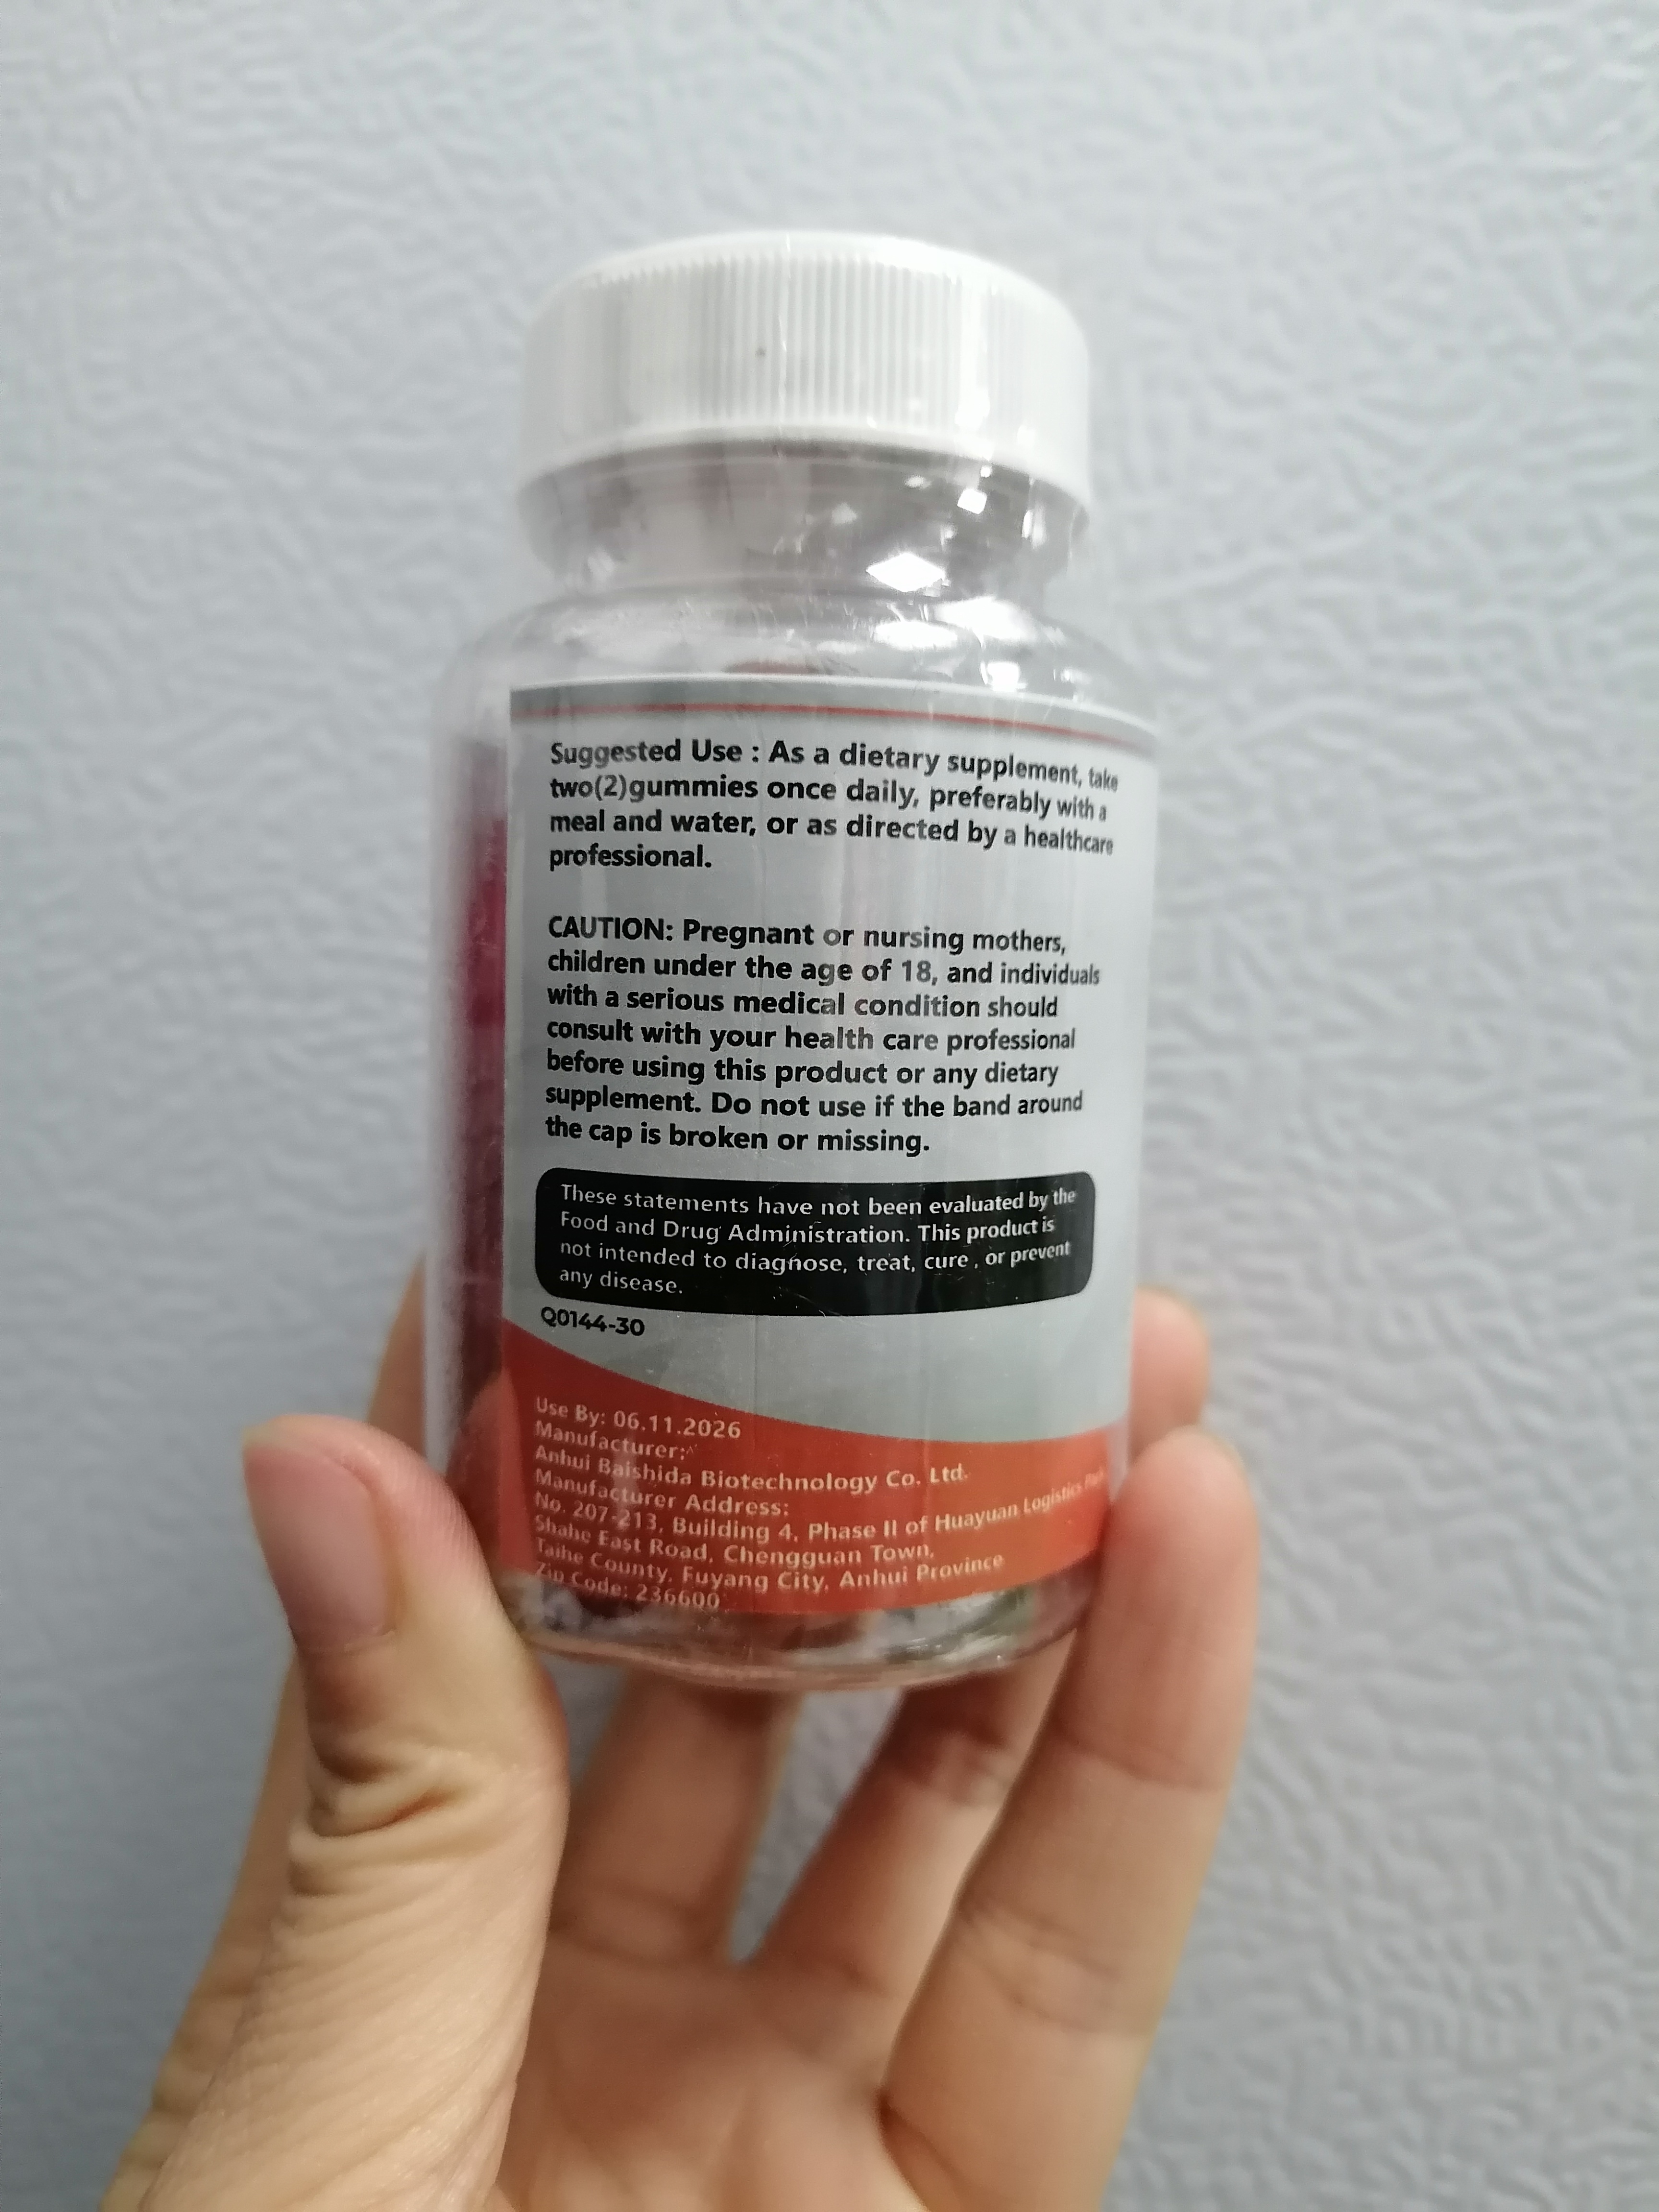 Suggested Use : As a dietary supplement, take
two(2)gummies once daily, preferably with a
meal and water, or as directed by a healthcare
professional.
CAUTION: Pregnant or nursing mothers,
children under the age of 18, and individuals
with a serious medical condition should
consult with your health care professional
before using this product or any dietary
supplement. Do not use if the band around
the cap is broken or missing.
These statements have not been evaluated by the
Food and Drug Administration. This product is
not intended to diagnose, treat, cure , or prevent
any disease.
Q0144-30
Use By: 06.11.2026
Manufacturer:
Anhui Baishida Biotechnology Co. Ltd.
Manufacturer Address:
No. 207-213, Building 4, Phase II of Huayuan Logistics
Shahe East Road, Chengguan Town,
Taihe County, Fuyang City, Anhui Province
Zip Code: 236600